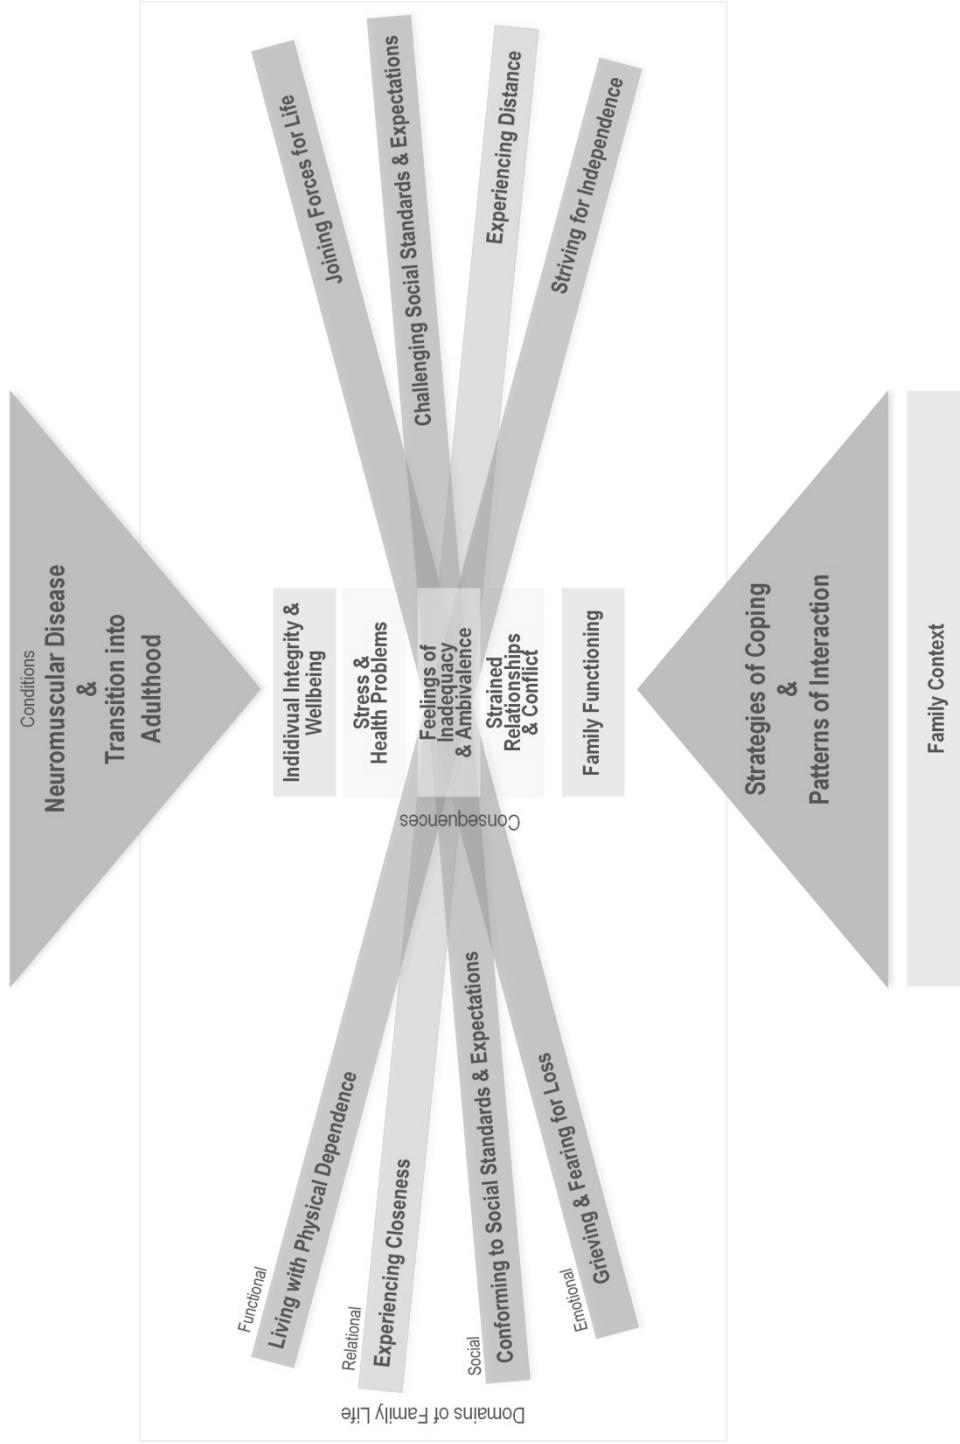 Conditions
Neuromuscular Disease
&
Transition into
Adulthood
Domains of Family Life
Functional
Living with Physical Dependence
Relational
Experiencing Closeness
Social
Conforming to Social Standards & Expectations
Emotional
Grieving & Fearing for Loss
Consequences
Indidivual Integrity &
Wellbeing
Stress &
Health Problems
Feelings of
Inadequacy
& Ambivalence
Strained
Relationships
& Conflict
Family Functioning
Joining Forces for Life
Challenging Social Standards & Expectations
Experiencing Distance
Striving for Independence
Strategies of Coping
&
Patterns of Interaction
Family Context